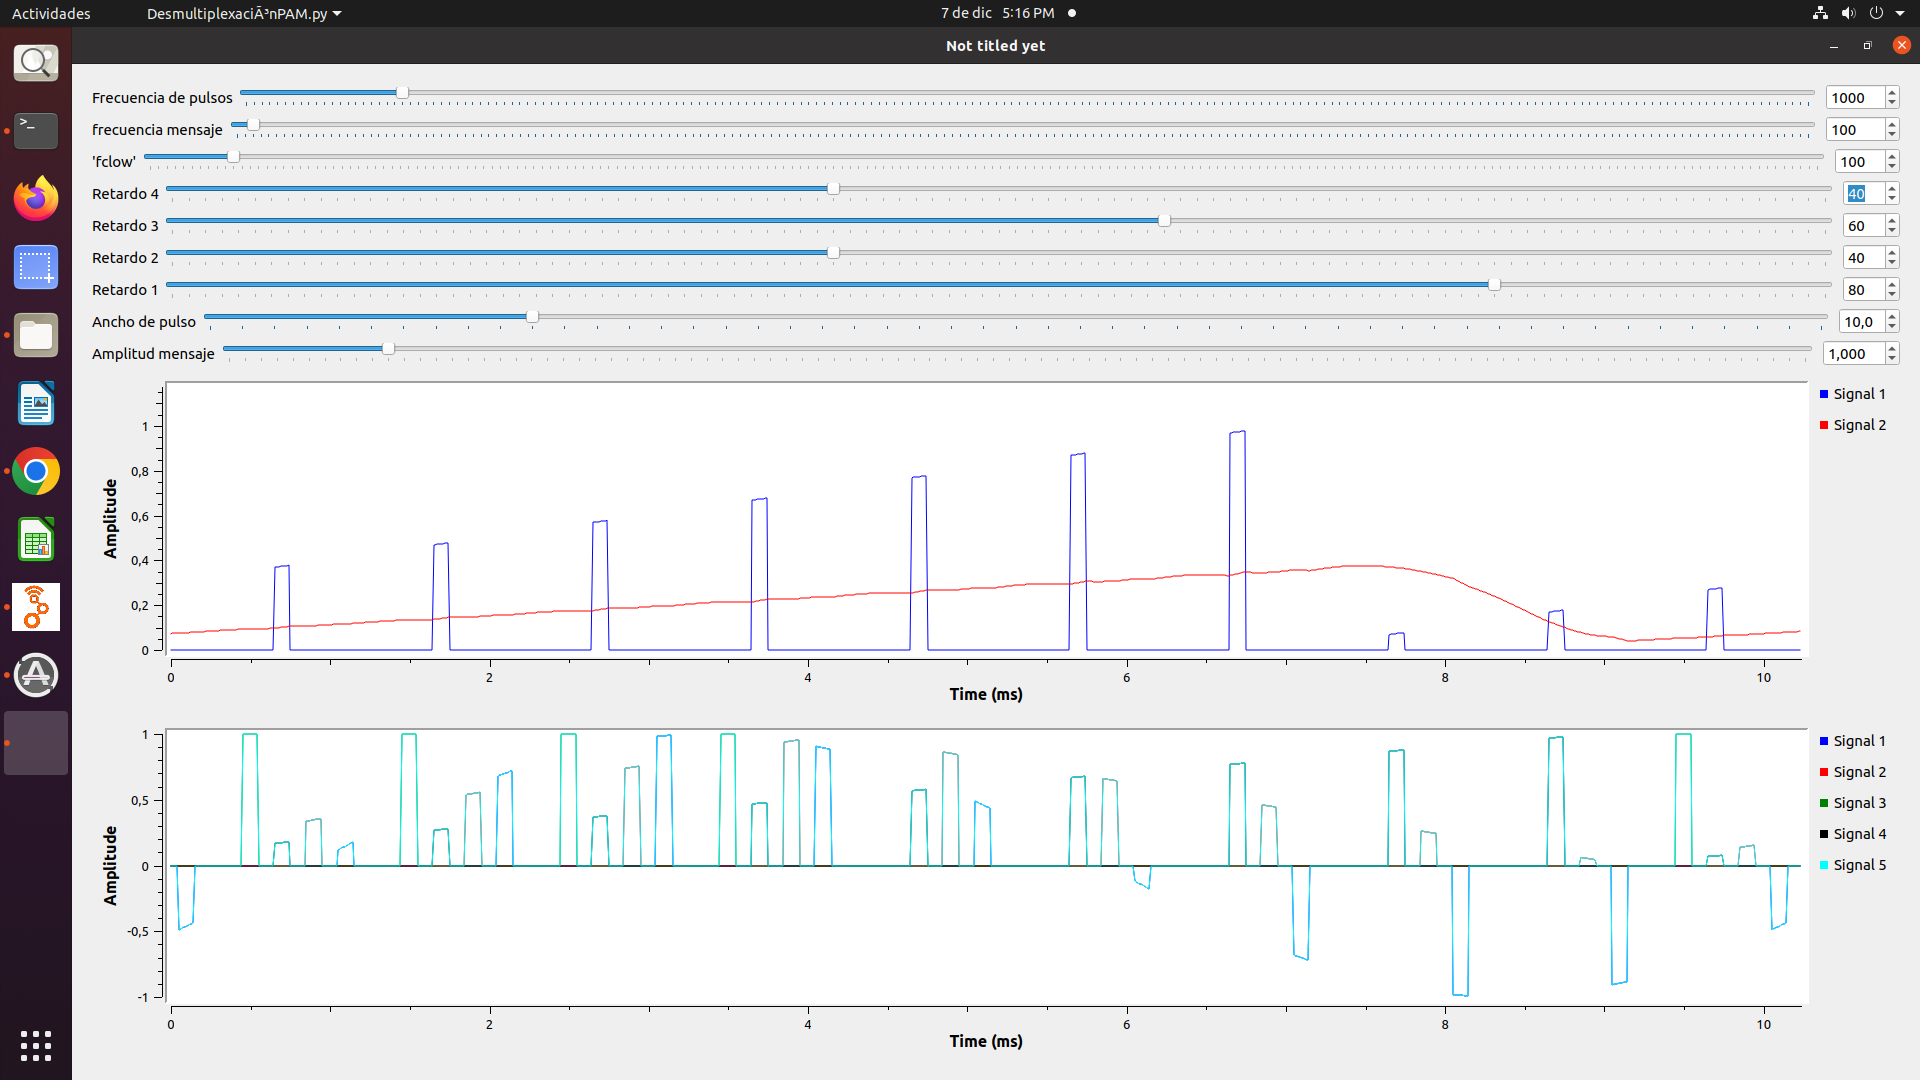 Actividades
DesmultiplexaciÃ³nPAM.py
7 de dic 5:16 PM
Not titled yet
Frecuencia de pulsos 1000
frecuencia mensaje 100
'fclow' 100
Retardo 4 40
Retardo 3 60
Retardo 2 40
Retardo 1 80
Ancho de pulso 10,0
Amplitud mensaje 1,000
Amplitude
1
0,8
0,6
0,4
0,2
0
0 2 4 6 8 10
Time (ms)
Signal 1
Signal 2
Amplitude
1
0,5
0
-0,5
-1
0 2 4 6 8 10
Time (ms)
Signal 1
Signal 2
Signal 3
Signal 4
Signal 5